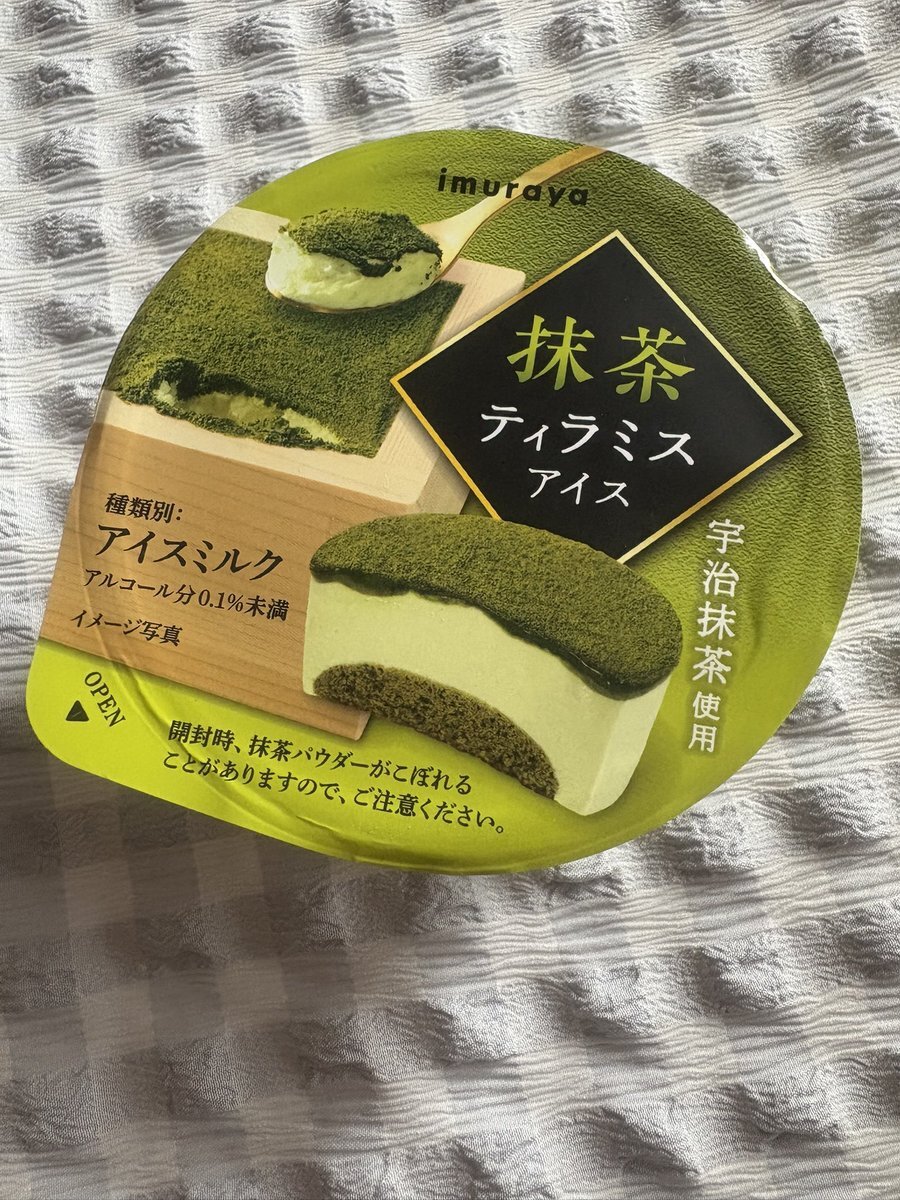 imuraya
抹茶
ティラミス
アイス
宇治抹茶使用
種類別：
アイスミルク
アルコール分0.1%未満
イメージ写真
OPEN
開封時、抹茶パウダーがこぼれる
ことがありますので、ご注意ください。